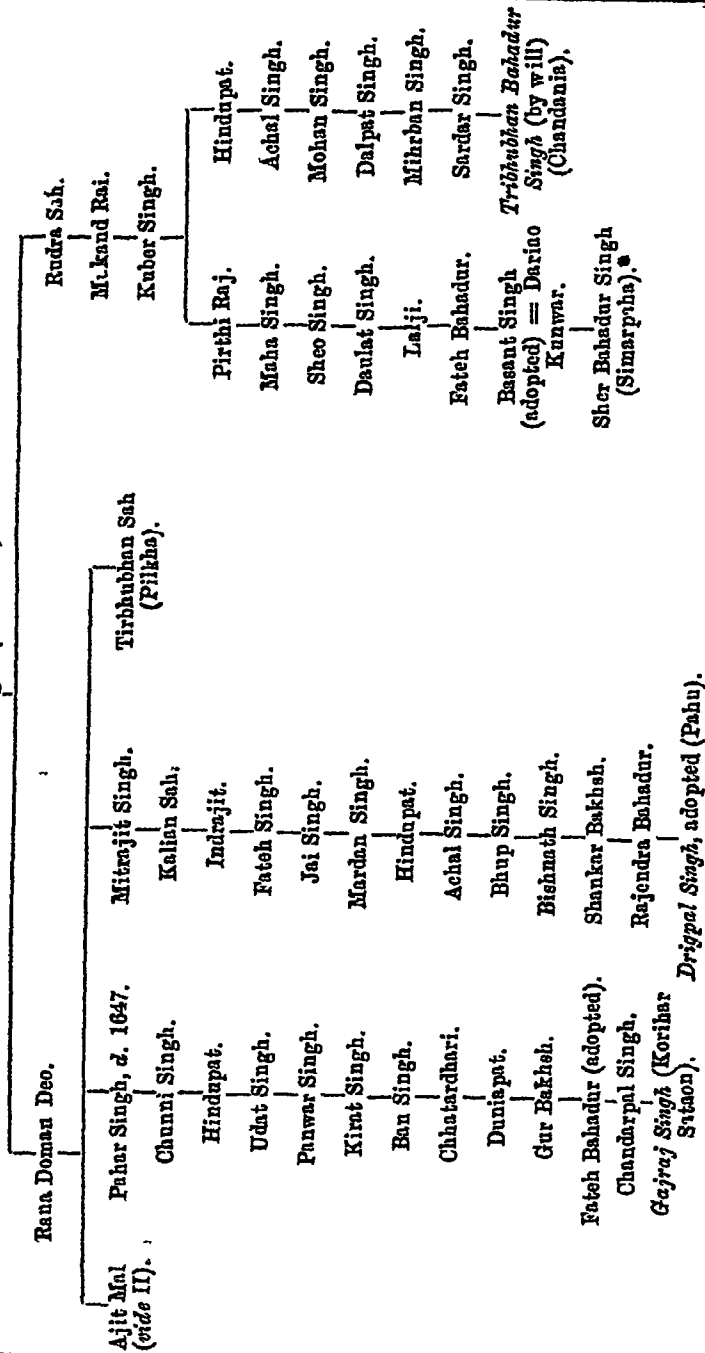 Rana Doman Deo.
Ajit Mal
(vide II).
Pahar Singh, d. 1647.
Chunni Singh.
Hindupat.
Udat Singh.
Panwar Singh.
Kirat Singh.
Ban Singh.
Chhatardhari.
Duniapat.
Gur Bakhsh.
Fateh Bahadur (adopted).
Chandarpal Singh.
Gajraj Singh (Korihar
Sataon).
Mitrajit Singh.
Kalian Sah.
Indrajit.
Fateh Singh.
Jai Singh.
Mardan Singh.
Hindupat.
Achal Singh.
Bhup Singh.
Bishnath Singh.
Shankar Bakhsh.
Rajendra Bahadur.
Drigpal Singh, adopted (Pahu).
Tirbhubhan Sah
(Pilkha).
Rudra Sah.
Mukand Rai.
Kuber Singh.
Pirthi Raj.
Maha Singh.
Sheo Singh.
Daulat Singh.
Lalji.
Fateh Bahadur.
Basant Singh
(adopted) = Dariao
Kunwar.
Sher Bahadur Singh
(Simarpaha).*
Hindupat.
Achal Singh.
Mohan Singh.
Dalpat Singh.
Mihrban Singh.
Sardar Singh.
Tribhubhan Bahadur
Singh (by will)
(Chandania).